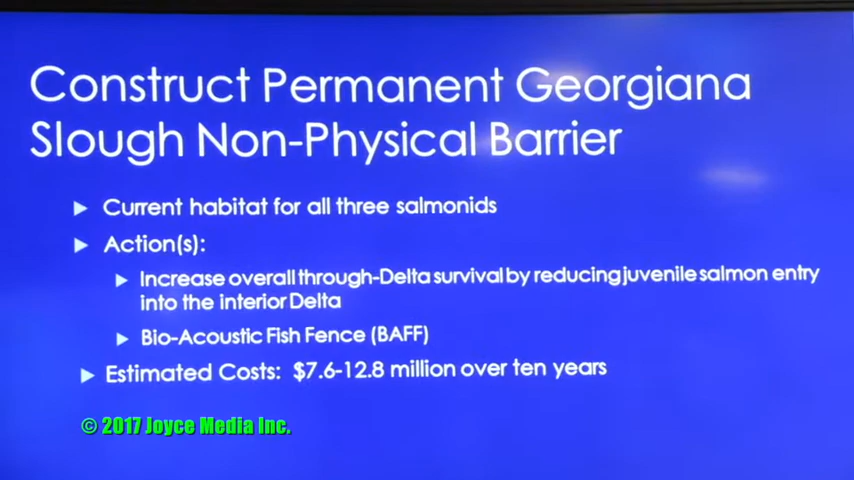 Construct Permanent Georgiana
Slough Non-Physical Barrier
Current habitat for all three salmonids
Action(s):
Increase overall through-Delta survival by reducing juvenile salmon entry
into the interior Delta
Bio-Acoustic Fish Fence (BAFF)
Estimated Costs: $7.6-12.8 million over ten years
© 2017 Joyce Media Inc.